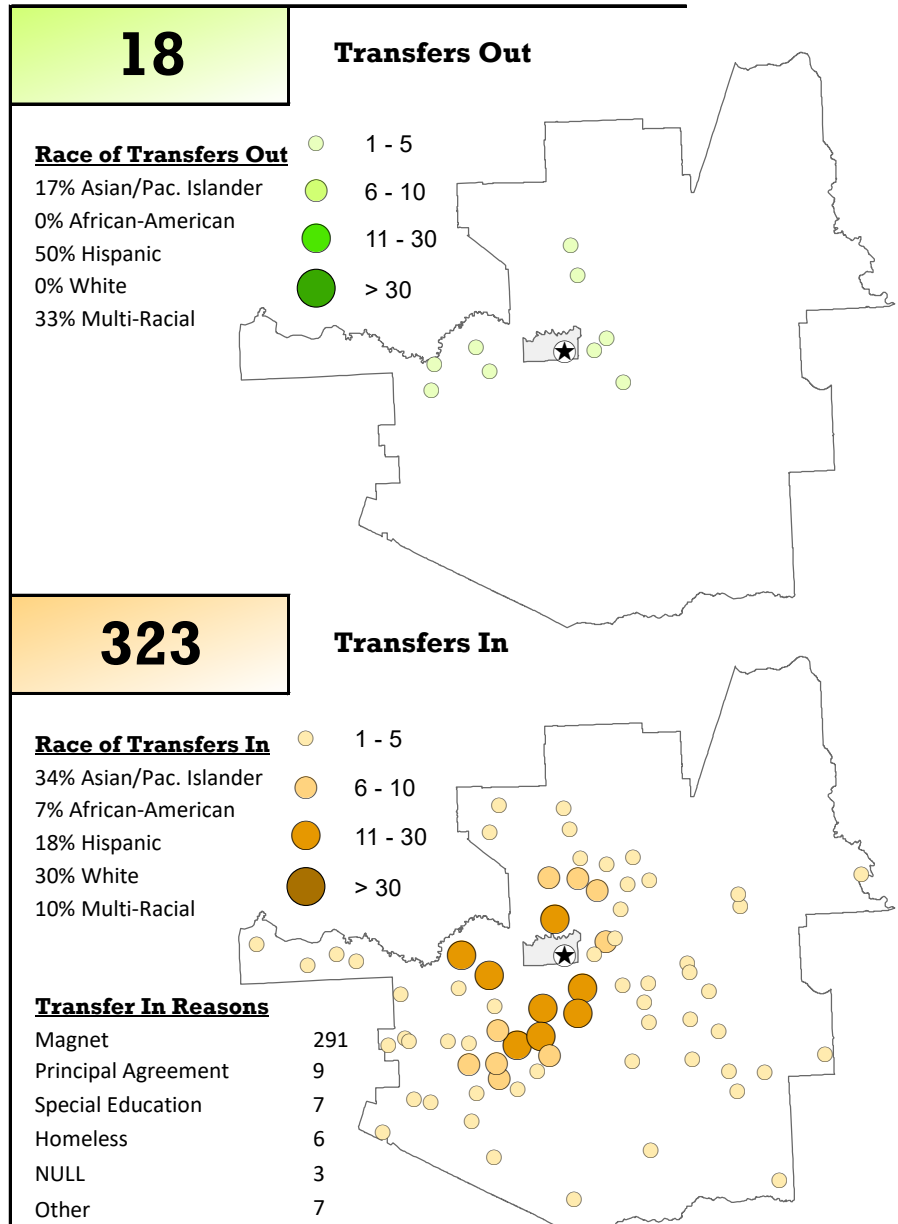 18
Transfers Out
Race of Transfers Out
17% Asian/Pac. Islander
0% African-American
50% Hispanic
0% White
33% Multi-Racial
1 - 5
6 - 10
11 - 30
> 30
323
Transfers In
Race of Transfers In
34% Asian/Pac. Islander
7% African-American
18% Hispanic
30% White
10% Multi-Racial
1 - 5
6 - 10
11 - 30
> 30
Transfer In Reasons
Magnet 291
Principal Agreement 9
Special Education 7
Homeless 6
NULL 3
Other 7